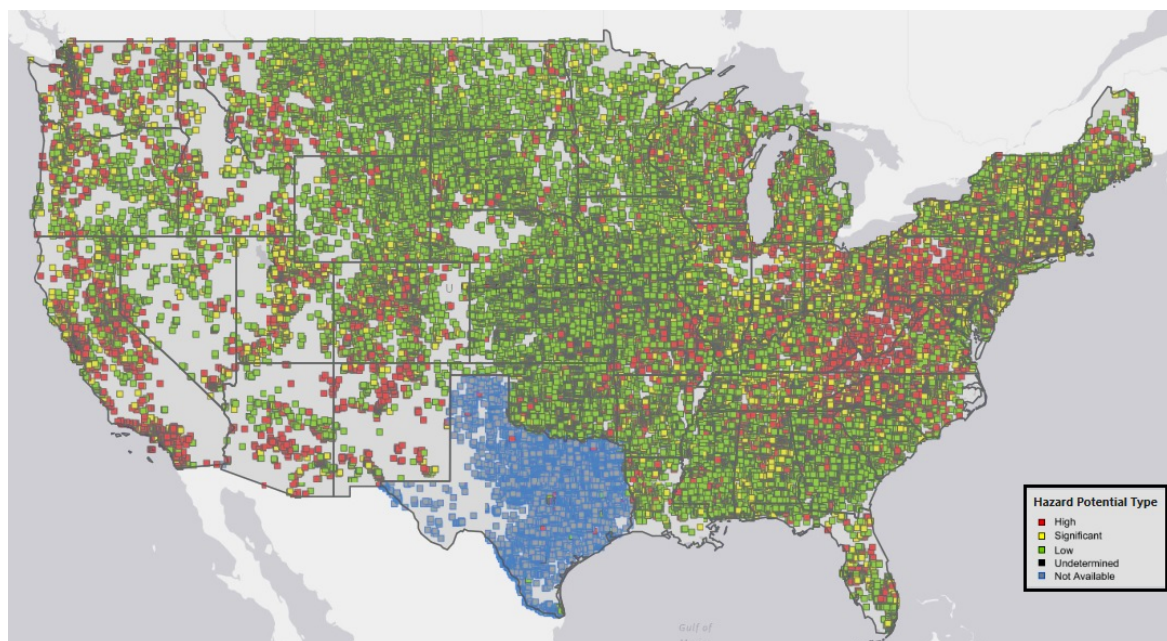 U
Hazard Potential Type
High
Significant
Low
Undetermined
Not Available
Gulf of